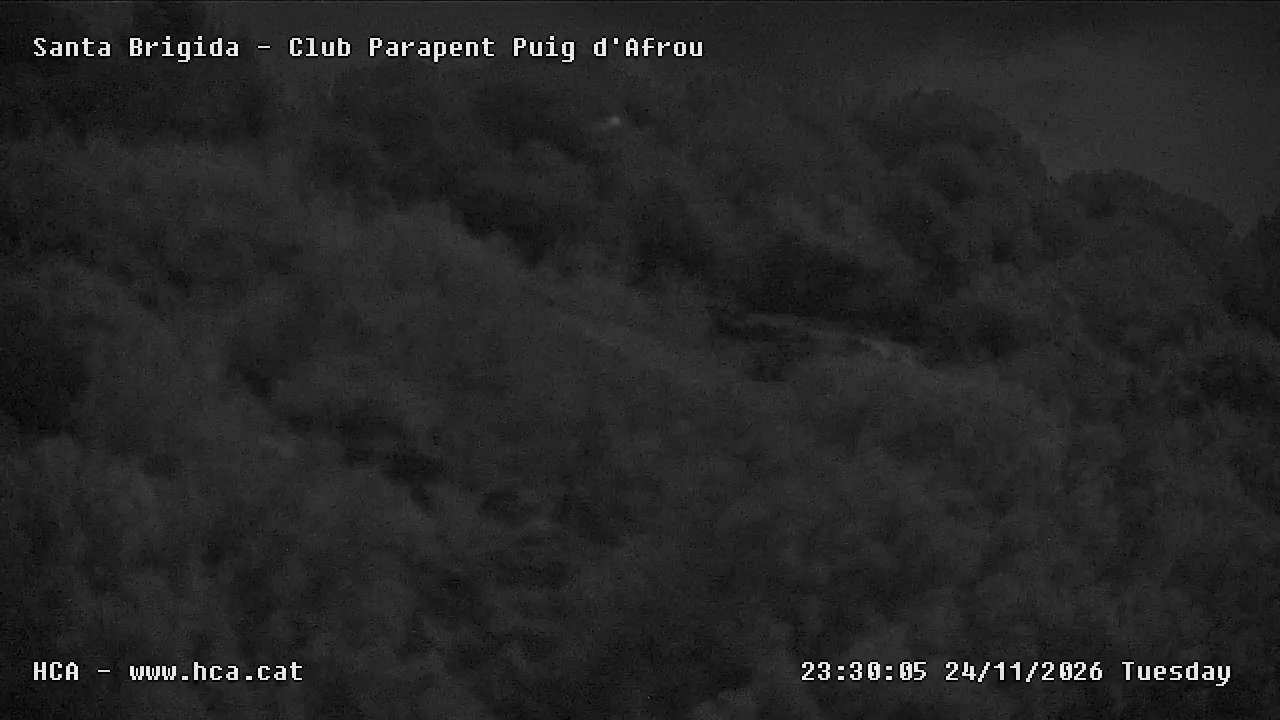 Santa Brigida - Club Parapent Puig d'Afrou
HCA - www.hca.cat
23:30:05 24/11/2026 Tuesday